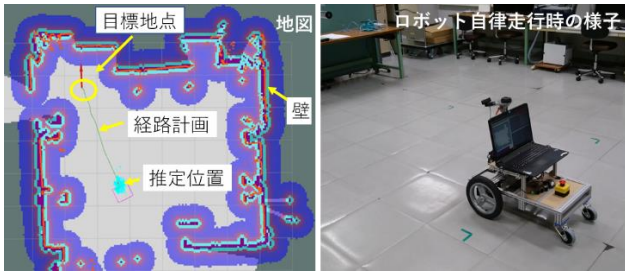 目標地点
地図
壁
経路計画
推定位置
ロボット自律走行時の様子